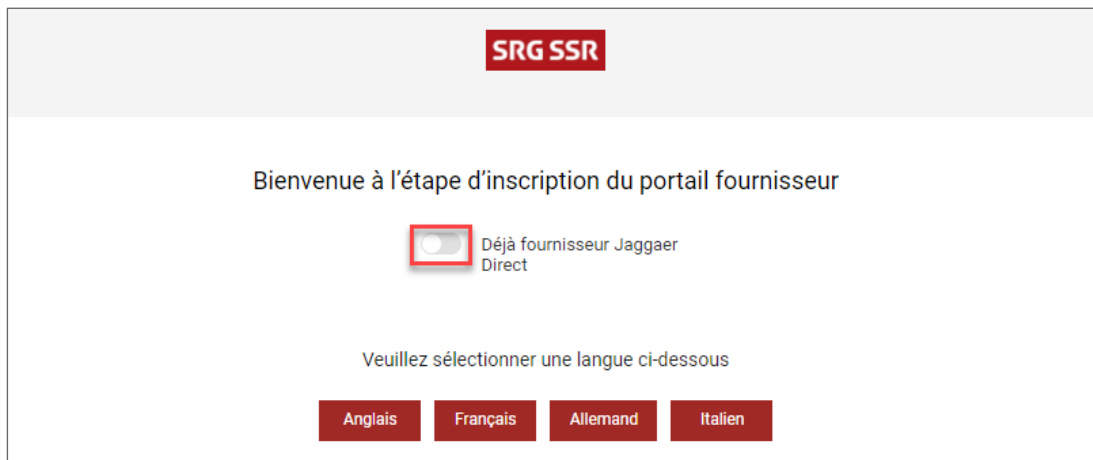 SRG SSR
Bienvenue à l’étape d’inscription du portail fournisseur
Déjà fournisseur Jaggaer
Direct
Veuillez sélectionner une langue ci-dessous
Anglais Français Allemand Italien